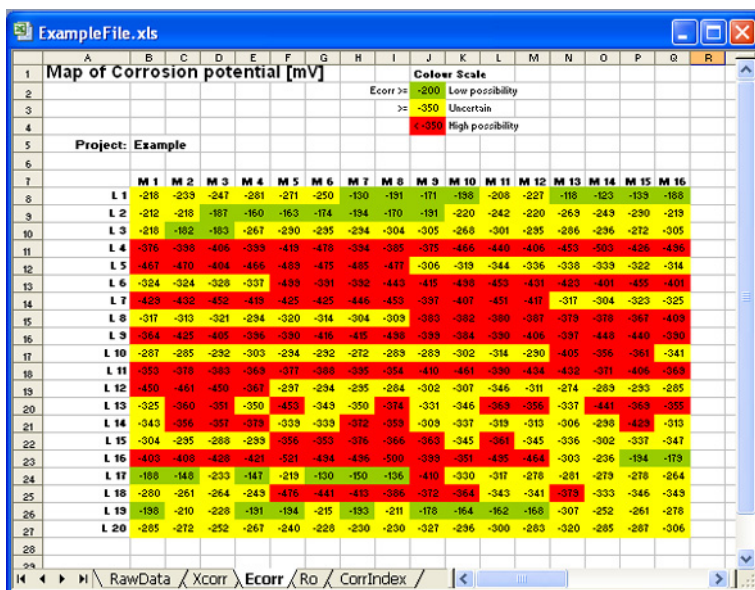 ExampleFile.xls
A B C D E F G H I J K L M N O P Q R
1 Map of Corrosion potential [mV] Colour Scale
2 Ecorr >= -200 Low possibility
3 >= -350 Uncertain
4 <-350 High possibility
5 Project: Example
6
7 M 1 M 2 M 3 M 4 M 5 M 6 M 7 M 8 M 9 M 10 M 11 M 12 M 13 M 14 M 15 M 16
8 L 1 -218 -239 -247 -281 -271 -250 -130 -191 -171 -198 -208 -227 -118 -123 -139 -188
9 L 2 -212 -218 -187 -160 -163 -174 -194 -170 -191 -220 -242 -220 -269 -249 -290 -219
10 L 3 -218 -182 -183 -267 -290 -295 -294 -304 -305 -268 -301 -295 -286 -296 -272 -305
11 L 4 -376 -398 -406 -399 -419 -478 -394 -385 -375 -466 -440 -406 -453 -503 -426 -496
12 L 5 -467 -470 -404 -466 -489 -475 -465 -477 -306 -319 -344 -336 -338 -339 -322 -314
13 L 6 -324 -324 -328 -337 -499 -391 -392 -443 -415 -498 -453 -431 -423 -401 -455 -401
14 L 7 -429 -432 -452 -419 -425 -425 -446 -453 -397 -407 -451 -417 -317 -304 -323 -325
15 L 8 -317 -313 -321 -294 -320 -314 -304 -309 -383 -382 -380 -387 -379 -378 -367 -409
16 L 9 -364 -425 -405 -396 -390 -416 -415 -498 -399 -384 -390 -406 -397 -448 -440 -390
17 L 10 -287 -285 -292 -303 -294 -292 -272 -289 -289 -302 -314 -290 -405 -356 -361 -341
18 L 11 -353 -378 -383 -369 -377 -388 -395 -354 -410 -461 -390 -434 -432 -371 -406 -369
19 L 12 -450 -461 -450 -367 -297 -294 -295 -284 -302 -307 -346 -311 -274 -289 -293 -285
20 L 13 -325 -360 -351 -350 -453 -349 -350 -374 -331 -346 -369 -356 -337 -441 -369 -355
21 L 14 -343 -356 -357 -379 -339 -339 -372 -359 -309 -337 -319 -313 -306 -298 -429 -313
22 L 15 -304 -295 -288 -299 -356 -353 -376 -366 -363 -345 -361 -345 -336 -302 -337 -347
23 L 16 -403 -408 -428 -421 -521 -494 -436 -500 -399 -351 -495 -464 -303 -236 -194 -179
24 L 17 -188 -148 -233 -147 -219 -130 -150 -136 -410 -330 -317 -278 -281 -279 -278 -264
25 L 18 -280 -261 -264 -249 -476 -441 -413 -386 -372 -364 -343 -341 -379 -333 -346 -349
26 L 19 -198 -210 -228 -191 -194 -215 -193 -211 -178 -164 -162 -168 -307 -252 -261 -278
27 L 20 -285 -272 -252 -267 -240 -228 -230 -230 -327 -296 -300 -283 -320 -285 -287 -306
28
29
RawData Xcorr Ecorr Ro CorrIndex